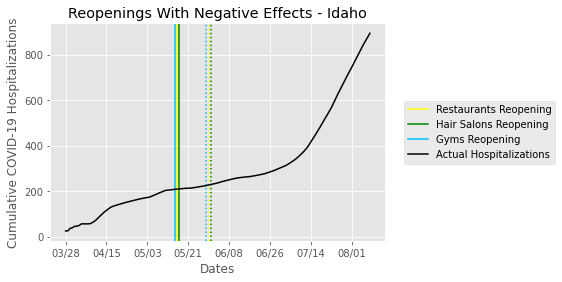 Reopenings With Negative Effects - Idaho
Cumulative COVID-19 Hospitalizations
800
600
400
200
0
03/28 04/15 05/03 05/21 06/08 06/26 07/14 08/01
Dates
Restaurants Reopening
Hair Salons Reopening
Gyms Reopening
Actual Hospitalizations